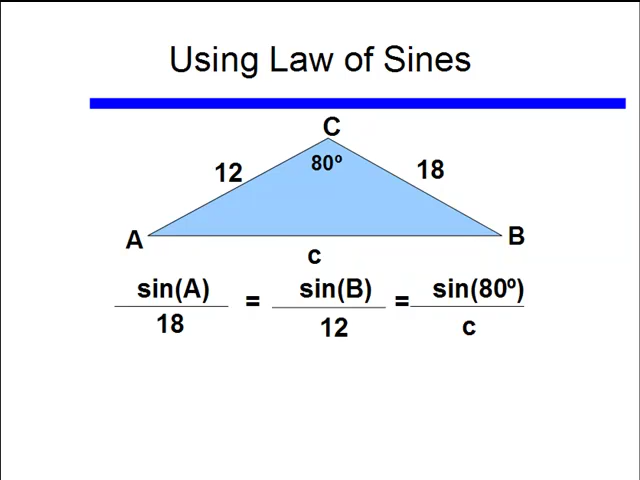 Using Law of Sines
C
12
80º
18
A
B
c
sin(A) = sin(B) = sin(80º)
18 12 c